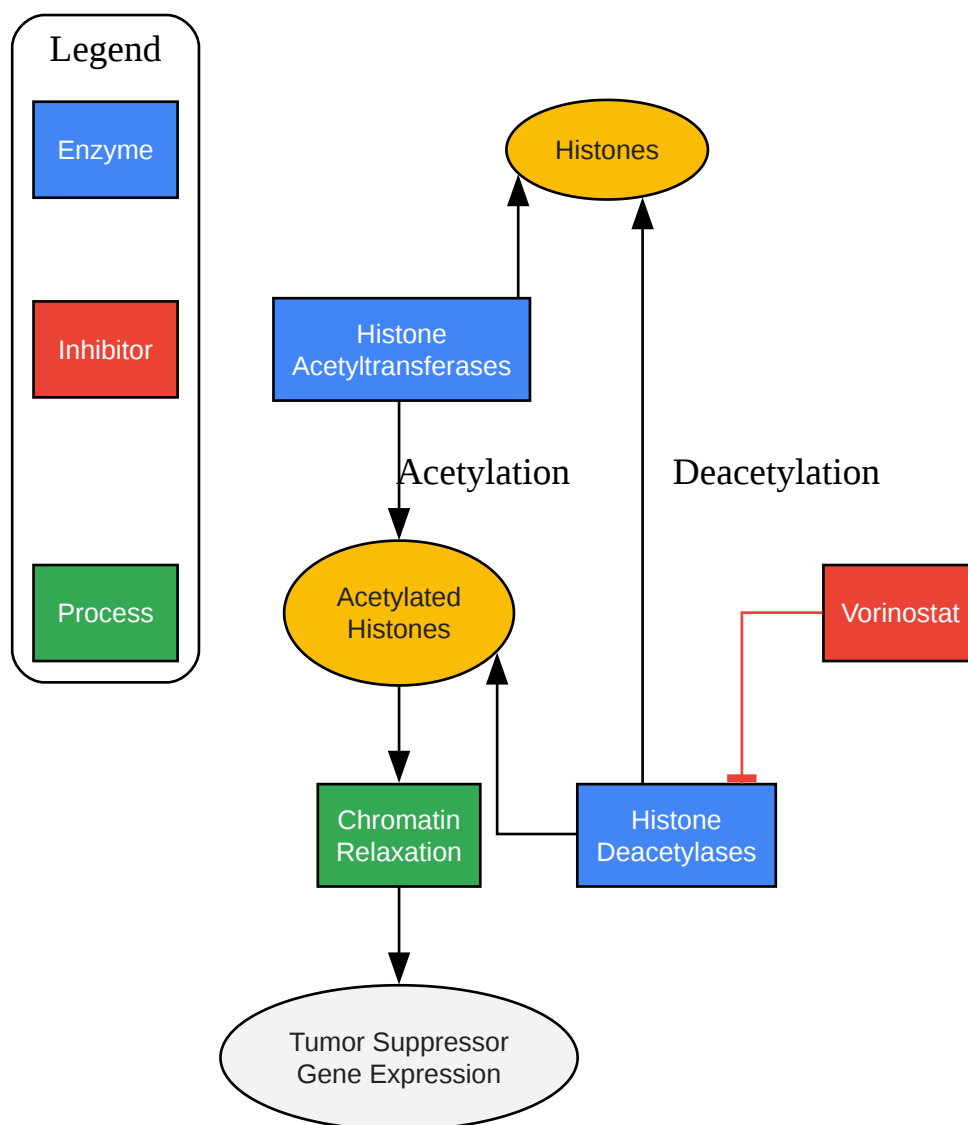 Legend
Enzyme
Histones
Inhibitor
Histone
Acetyltransferases
Acetylation
Deacetylation
Process
Acetylated
Histones
Vorinostat
Chromatin
Relaxation
Histone
Deacetylases
Tumor Suppressor
Gene Expression